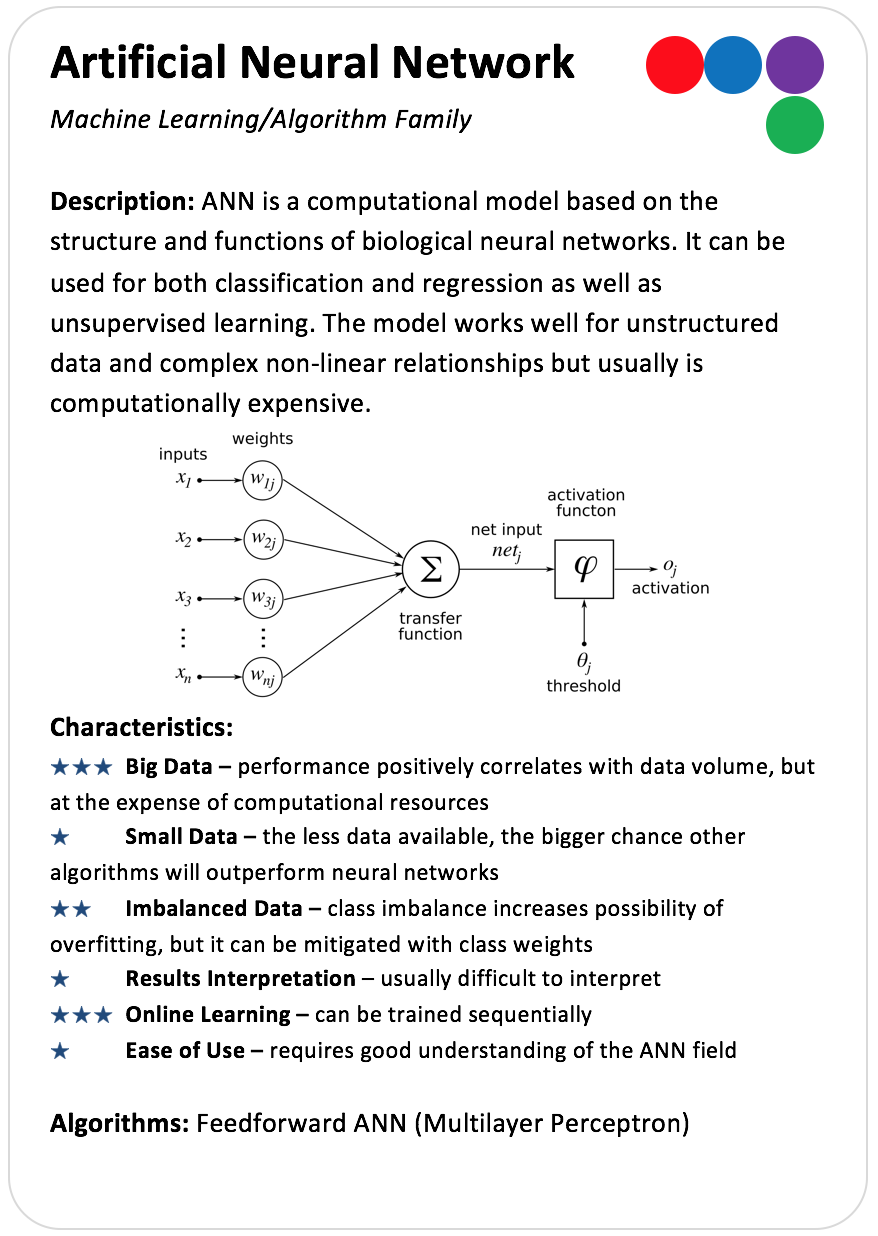 Artificial Neural Network
Machine Learning/Algorithm Family
Description: ANN is a computational model based on the
structure and functions of biological neural networks. It can be
used for both classification and regression as well as
unsupervised learning. The model works well for unstructured
data and complex non-linear relationships but usually is
computationally expensive.
weights
inputs
x1 w1j
x2 w2j
x3 w3j
⋮ ⋮
xn wnj
Σ
transfer
function
net input
netj
activation
functon
φ
oj
activation
θj
threshold
Characteristics:
★★★ Big Data – performance positively correlates with data volume, but
at the expense of computational resources
★ Small Data – the less data available, the bigger chance other
algorithms will outperform neural networks
★★ Imbalanced Data – class imbalance increases possibility of
overfitting, but it can be mitigated with class weights
★ Results Interpretation – usually difficult to interpret
★★★ Online Learning – can be trained sequentially
★ Ease of Use – requires good understanding of the ANN field
Algorithms: Feedforward ANN (Multilayer Perceptron)